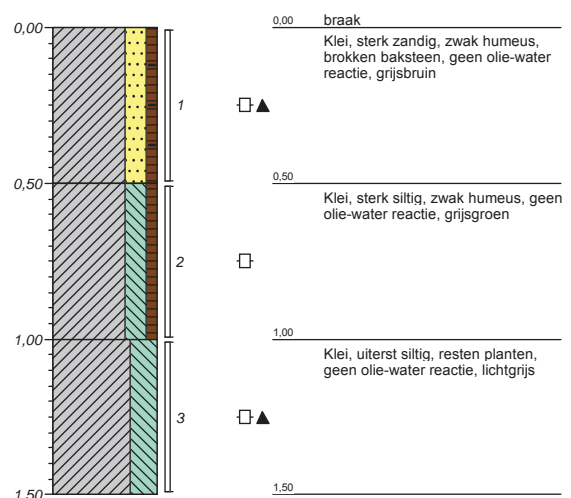 0,00
0,00
braak
Klei, sterk zandig, zwak humeus,
brokken baksteen, geen olie-water
reactie, grijsbruin
1
0,50
0,50
Klei, sterk siltig, zwak humeus, geen
olie-water reactie, grijsgroen
2
1,00
1,00
Klei, uiterst siltig, resten planten,
geen olie-water reactie, lichtgrijs
3
1,50
1,50